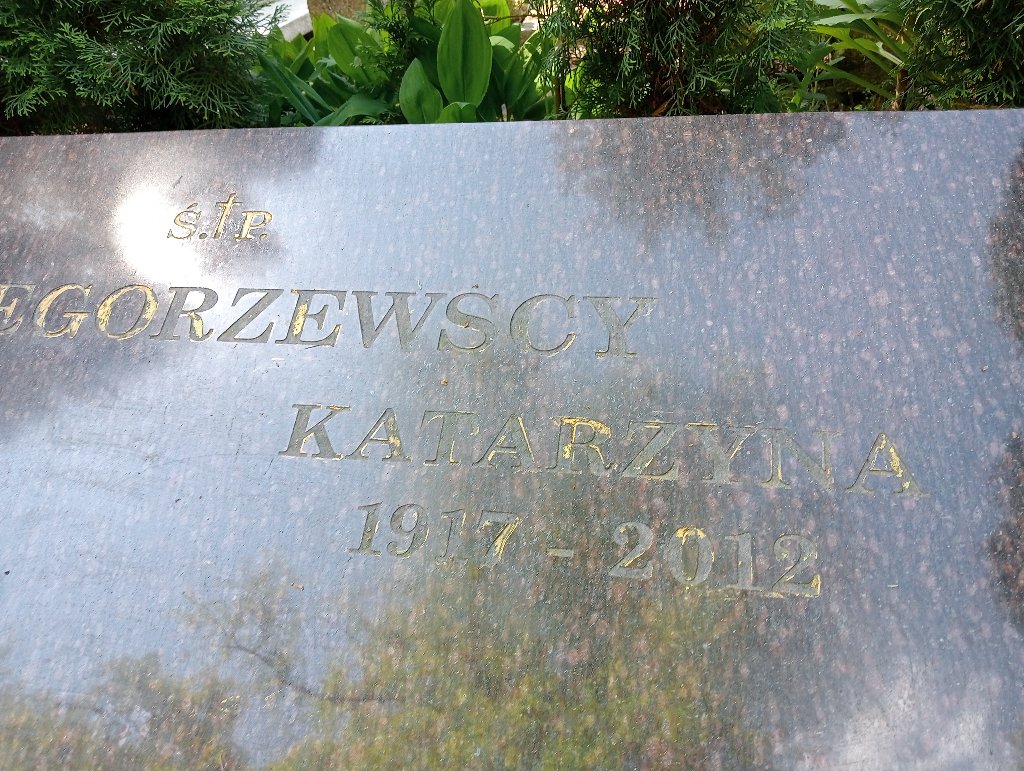 Ś.†P.
EGORZEWSCY
KATARZYNA
1917 - 2012